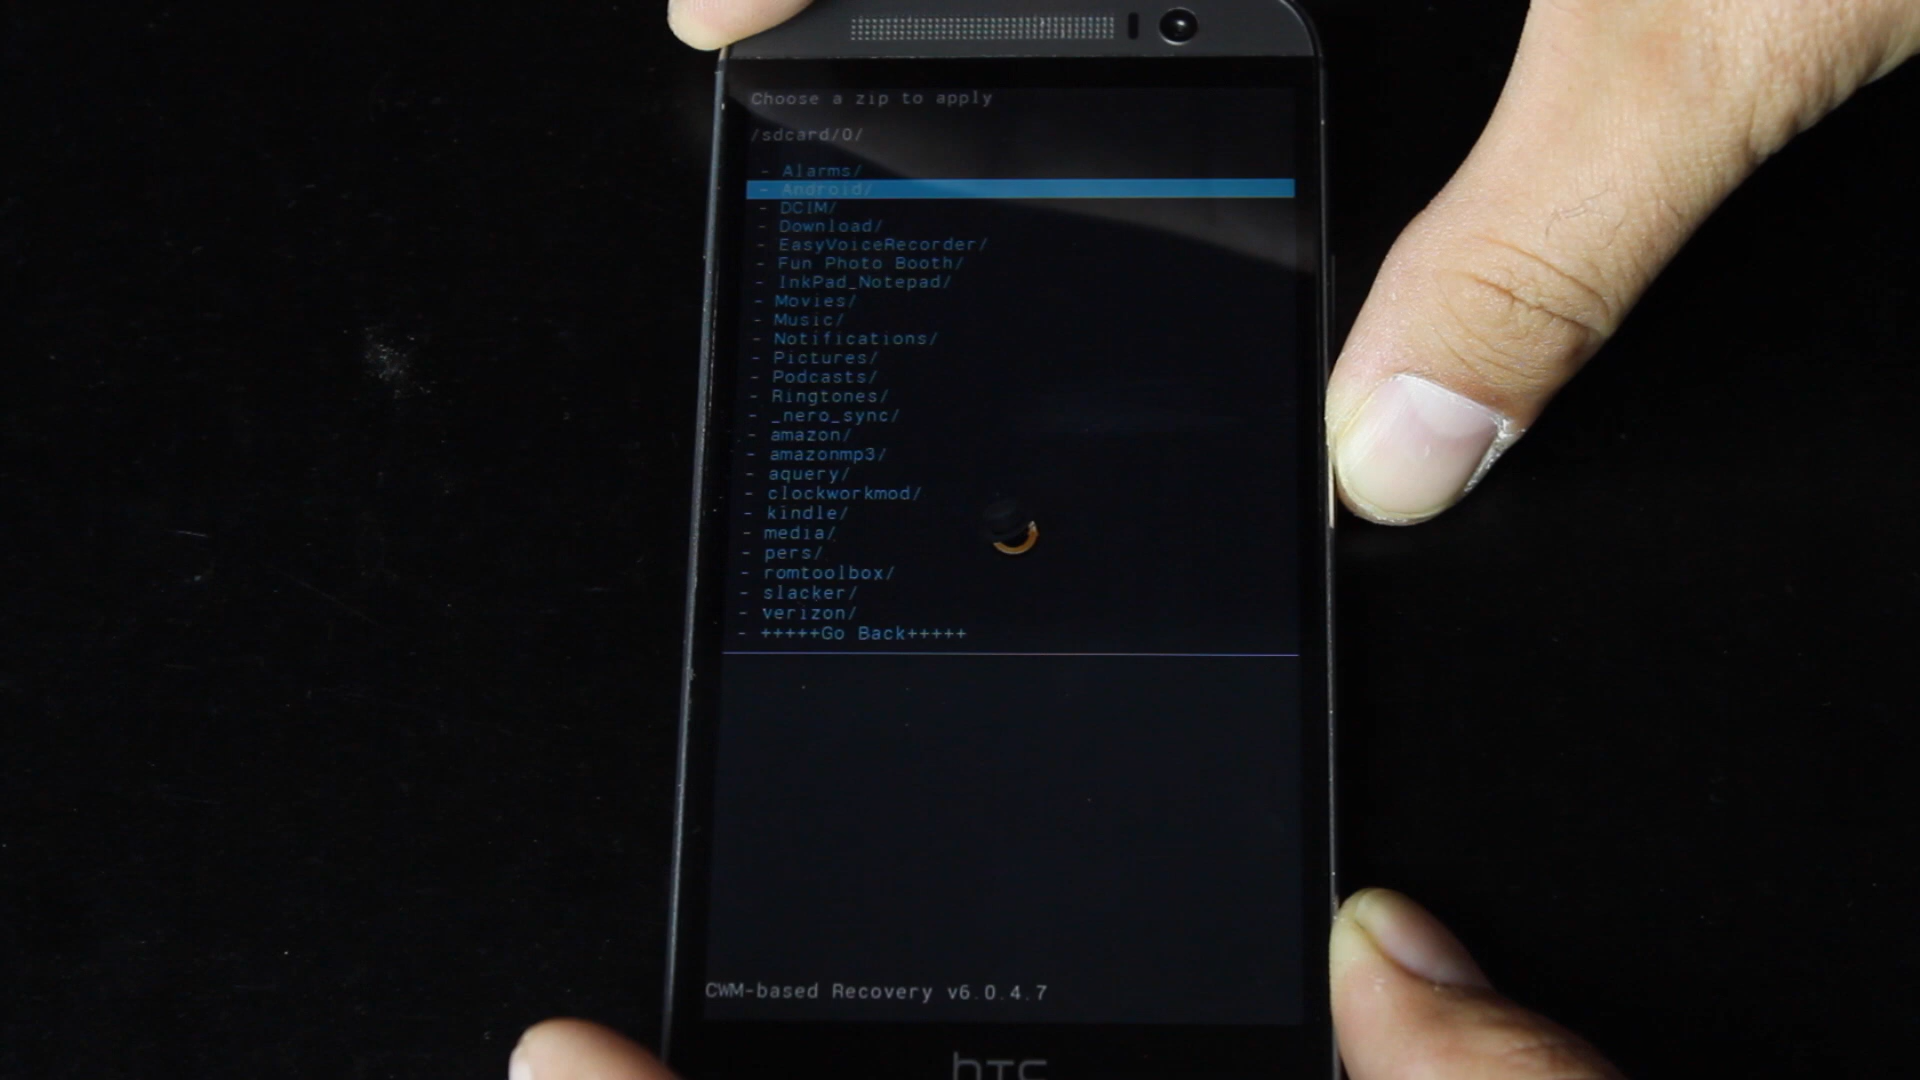 Choose a zip to apply
/sdcard/0/
- Alarms/
- Android/
- DCIM/
- Download/
- EasyVoiceRecorder/
- Fun Photo Booth/
- InkPad_Notepad/
- Movies/
- Music/
- Notifications/
- Pictures/
- Podcasts/
- Ringtones/
- _nero_sync/
- amazon/
- amazonmp3/
- aquery/
- clockworkmod/
- kindle/
- media/
- pers/
- romtoolbox/
- slacker/
- verizon/
- +++++Go Back+++++
CWM-based Recovery v6.0.4.7
hTC